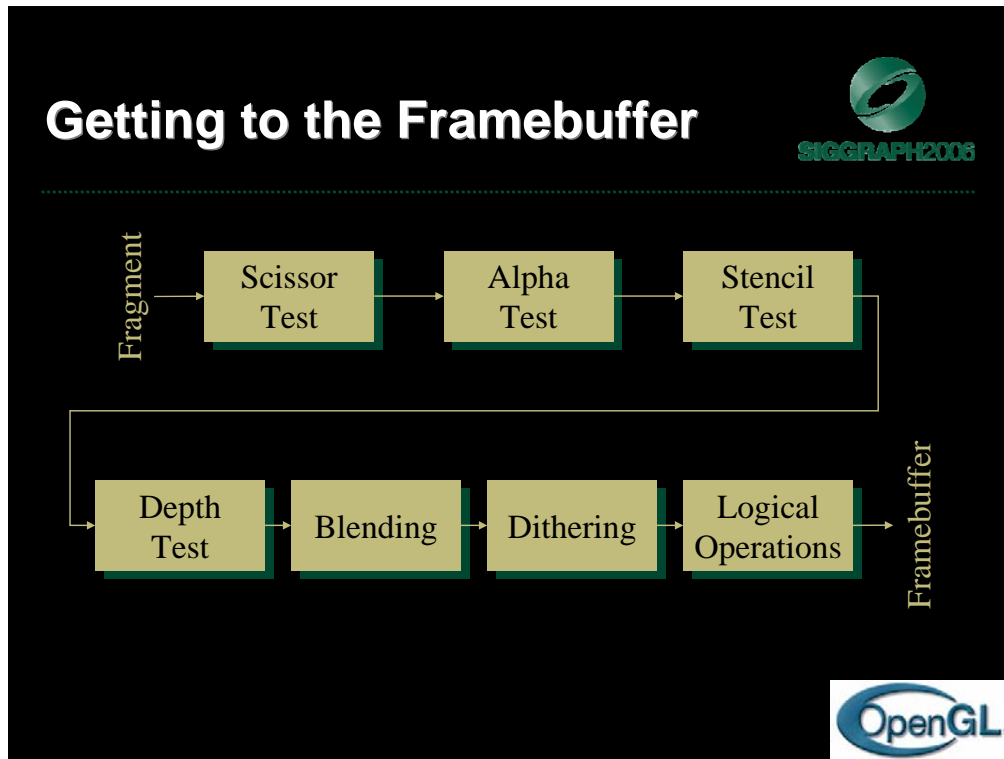 Getting to the Framebuffer
SIGGRAPH2006
Fragment
Scissor
Test
Alpha
Test
Stencil
Test
Depth
Test
Blending
Dithering
Logical
Operations
Framebuffer
OpenGL